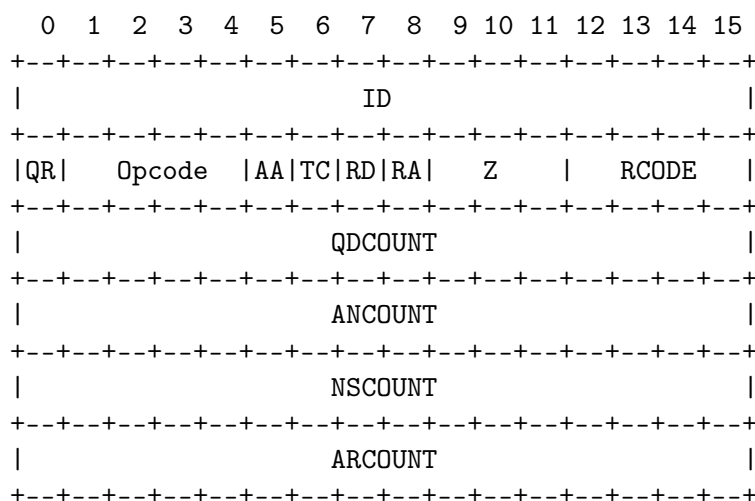 0  1  2  3  4  5  6  7  8  9 10 11 12 13 14 15
+--+--+--+--+--+--+--+--+--+--+--+--+--+--+--+--+
|                      ID                       |
+--+--+--+--+--+--+--+--+--+--+--+--+--+--+--+--+
|QR|   Opcode  |AA|TC|RD|RA|   Z    |   RCODE   |
+--+--+--+--+--+--+--+--+--+--+--+--+--+--+--+--+
|                    QDCOUNT                    |
+--+--+--+--+--+--+--+--+--+--+--+--+--+--+--+--+
|                    ANCOUNT                    |
+--+--+--+--+--+--+--+--+--+--+--+--+--+--+--+--+
|                    NSCOUNT                    |
+--+--+--+--+--+--+--+--+--+--+--+--+--+--+--+--+
|                    ARCOUNT                    |
+--+--+--+--+--+--+--+--+--+--+--+--+--+--+--+--+